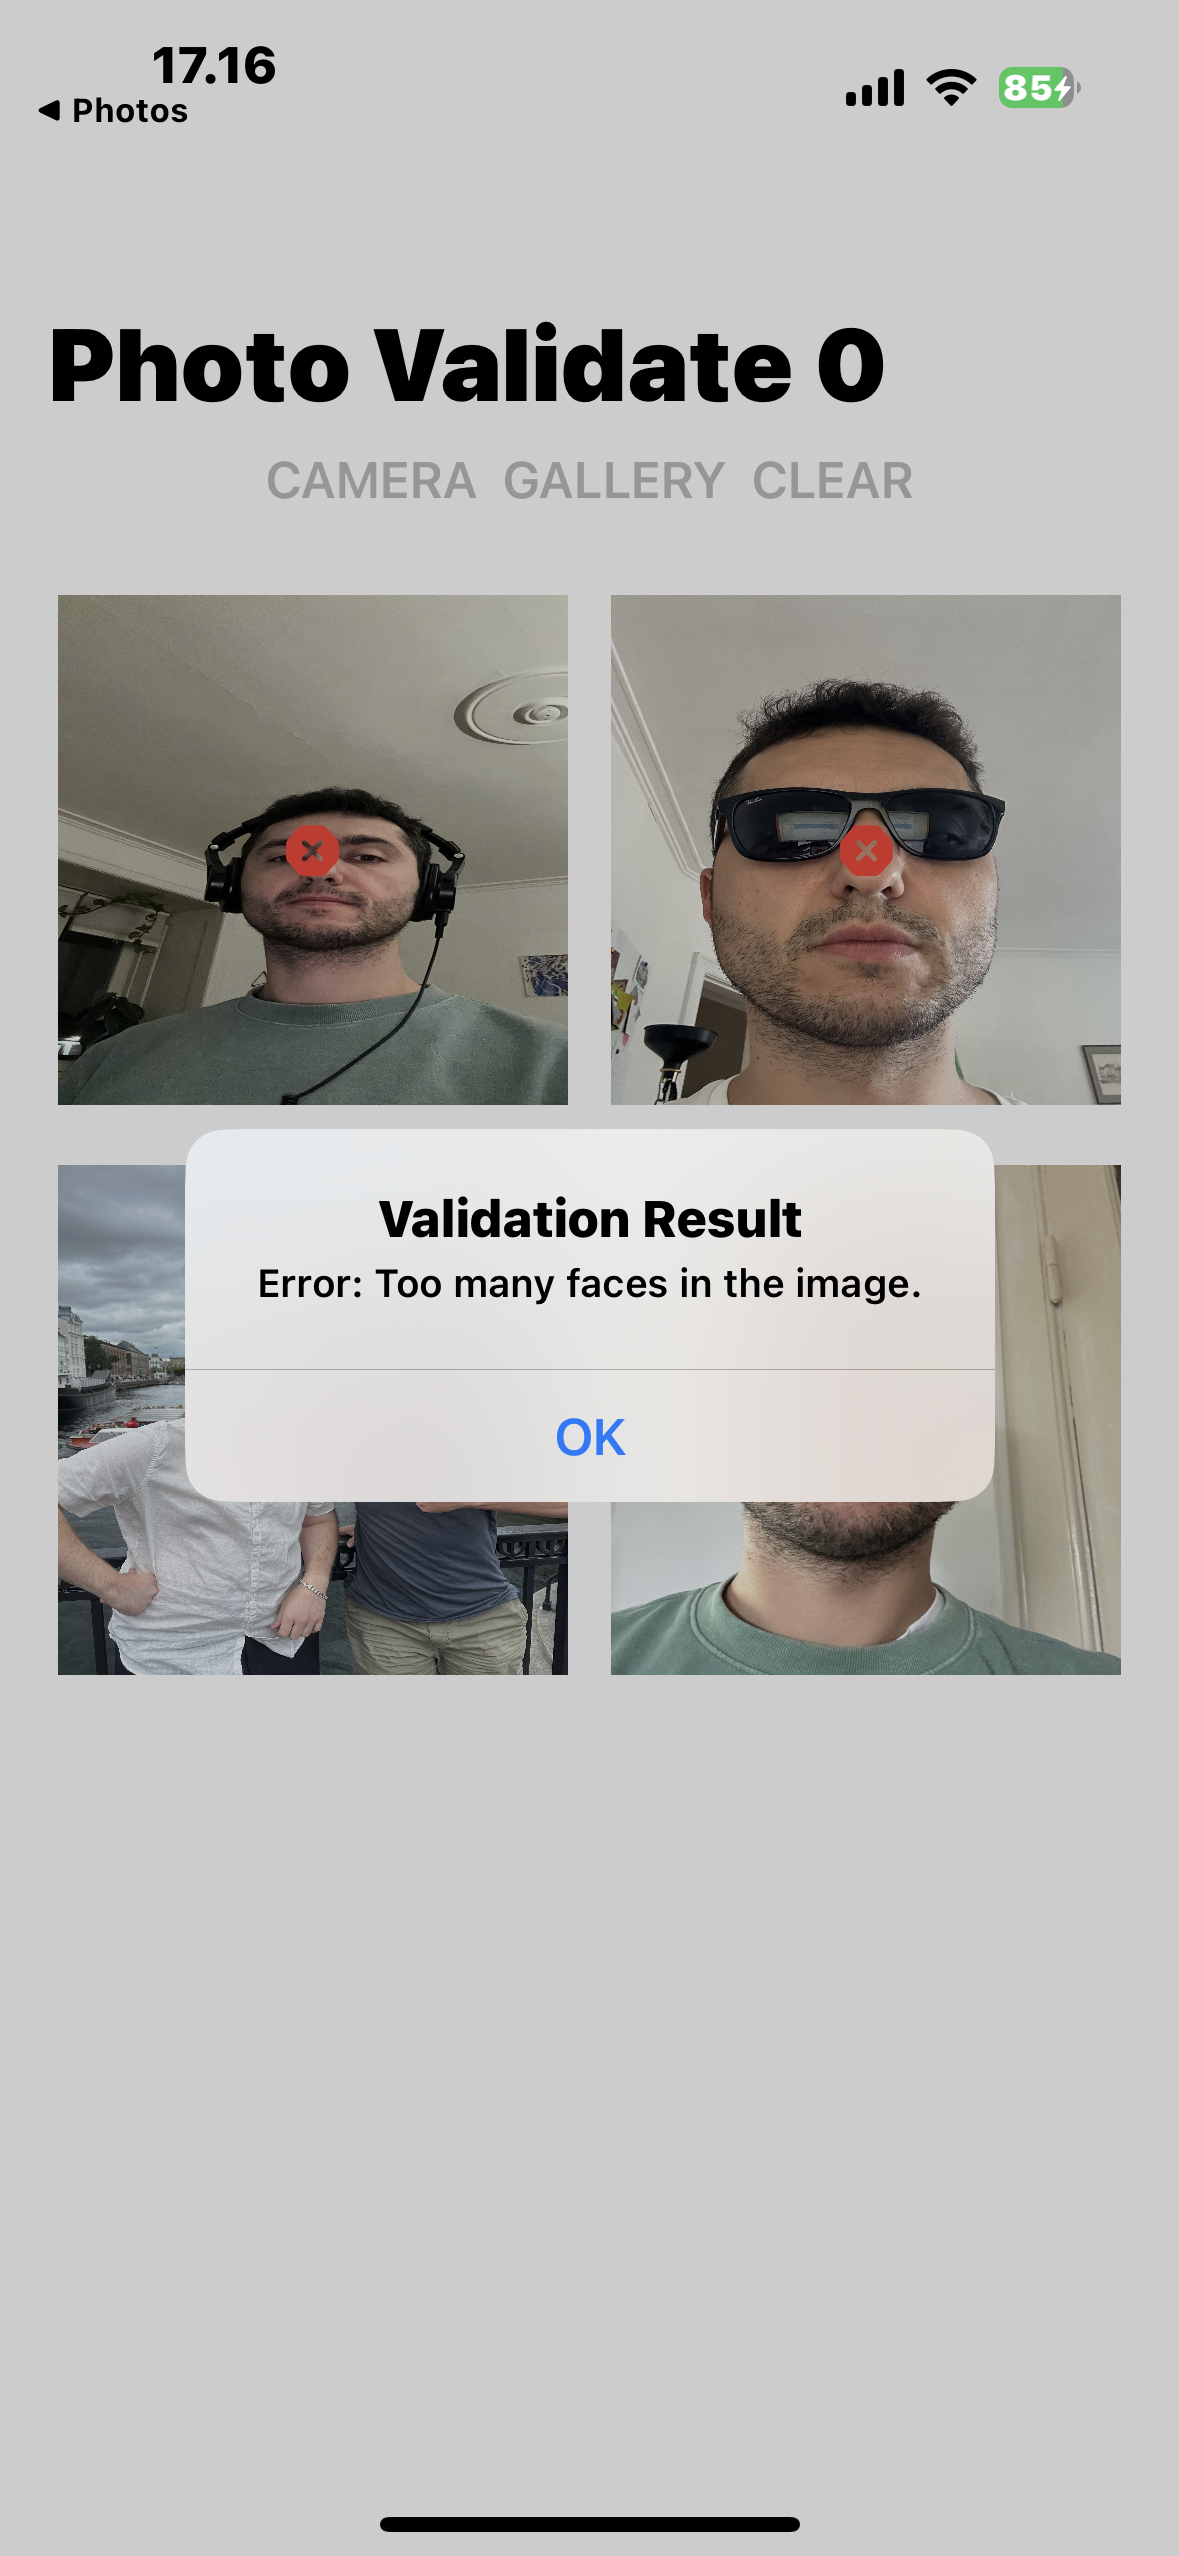 17.16
◀ Photos
85
Photo Validate 0
CAMERA GALLERY CLEAR
Validation Result
Error: Too many faces in the image.
OK